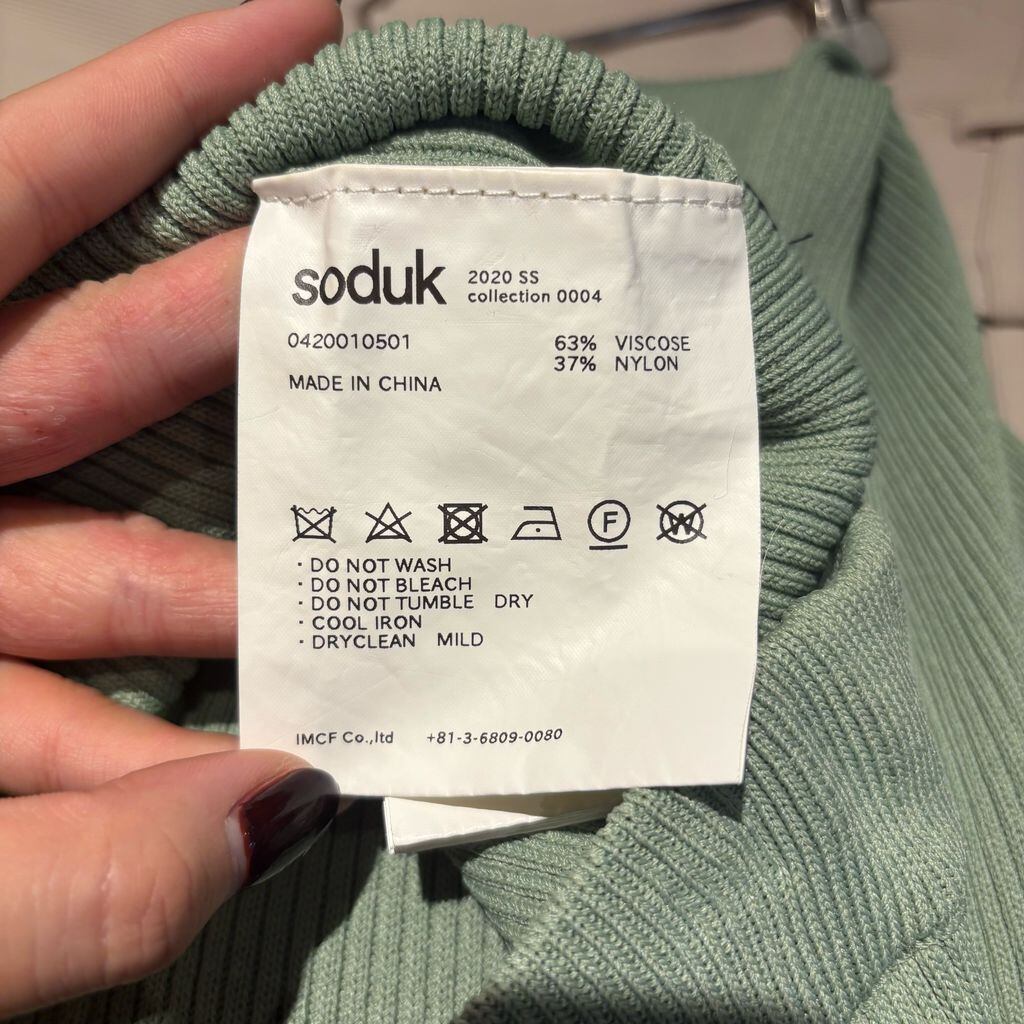 soduk 2020 SS
collection 0004
0420010501 63% VISCOSE
37% NYLON
MADE IN CHINA
F W
· DO NOT WASH
· DO NOT BLEACH
· DO NOT TUMBLE DRY
· COOL IRON
· DRYCLEAN MILD
IMCF Co.,ltd +81-3-6809-0080